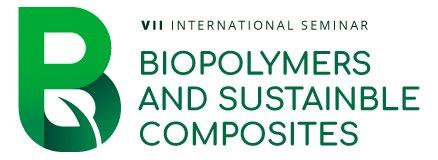 VII INTERNATIONAL SEMINAR
BIOPOLYMERS
AND SUSTAINBLE
COMPOSITES